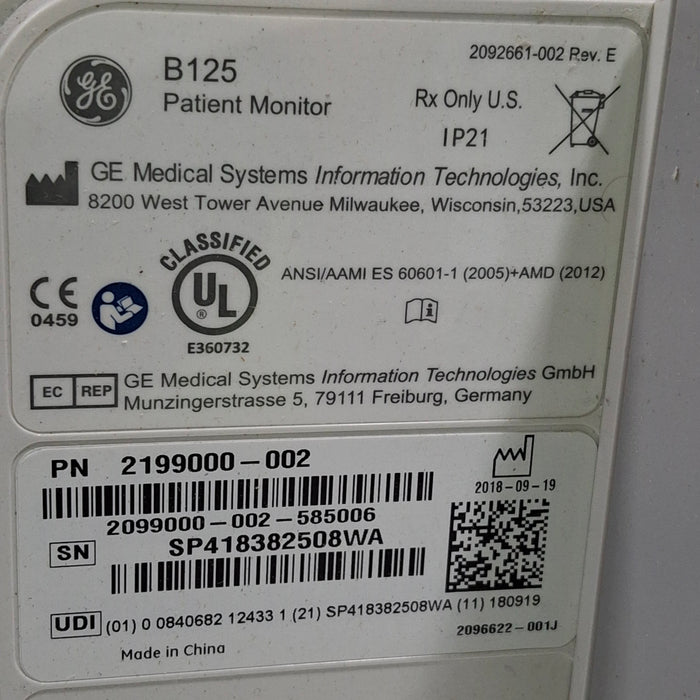 GE
B125
2092661-002 Rev. E
Patient Monitor
Rx Only U.S.
IP21
GE Medical Systems Information Technologies, Inc.
8200 West Tower Avenue Milwaukee, Wisconsin,53223,USA
CLASSIFIED
UL
®
E360732
CE
0459
ANSI/AAMI ES 60601-1 (2005)+AMD (2012)
i
EC REP
GE Medical Systems Information Technologies GmbH
Munzingerstrasse 5, 79111 Freiburg, Germany
PN 2199000-002
2018-09-19
2099000-002-585006
SN SP418382508WA
UDI (01) 0 0840682 12433 1 (21) SP418382508WA (11) 180919
2096622-001J
Made in China